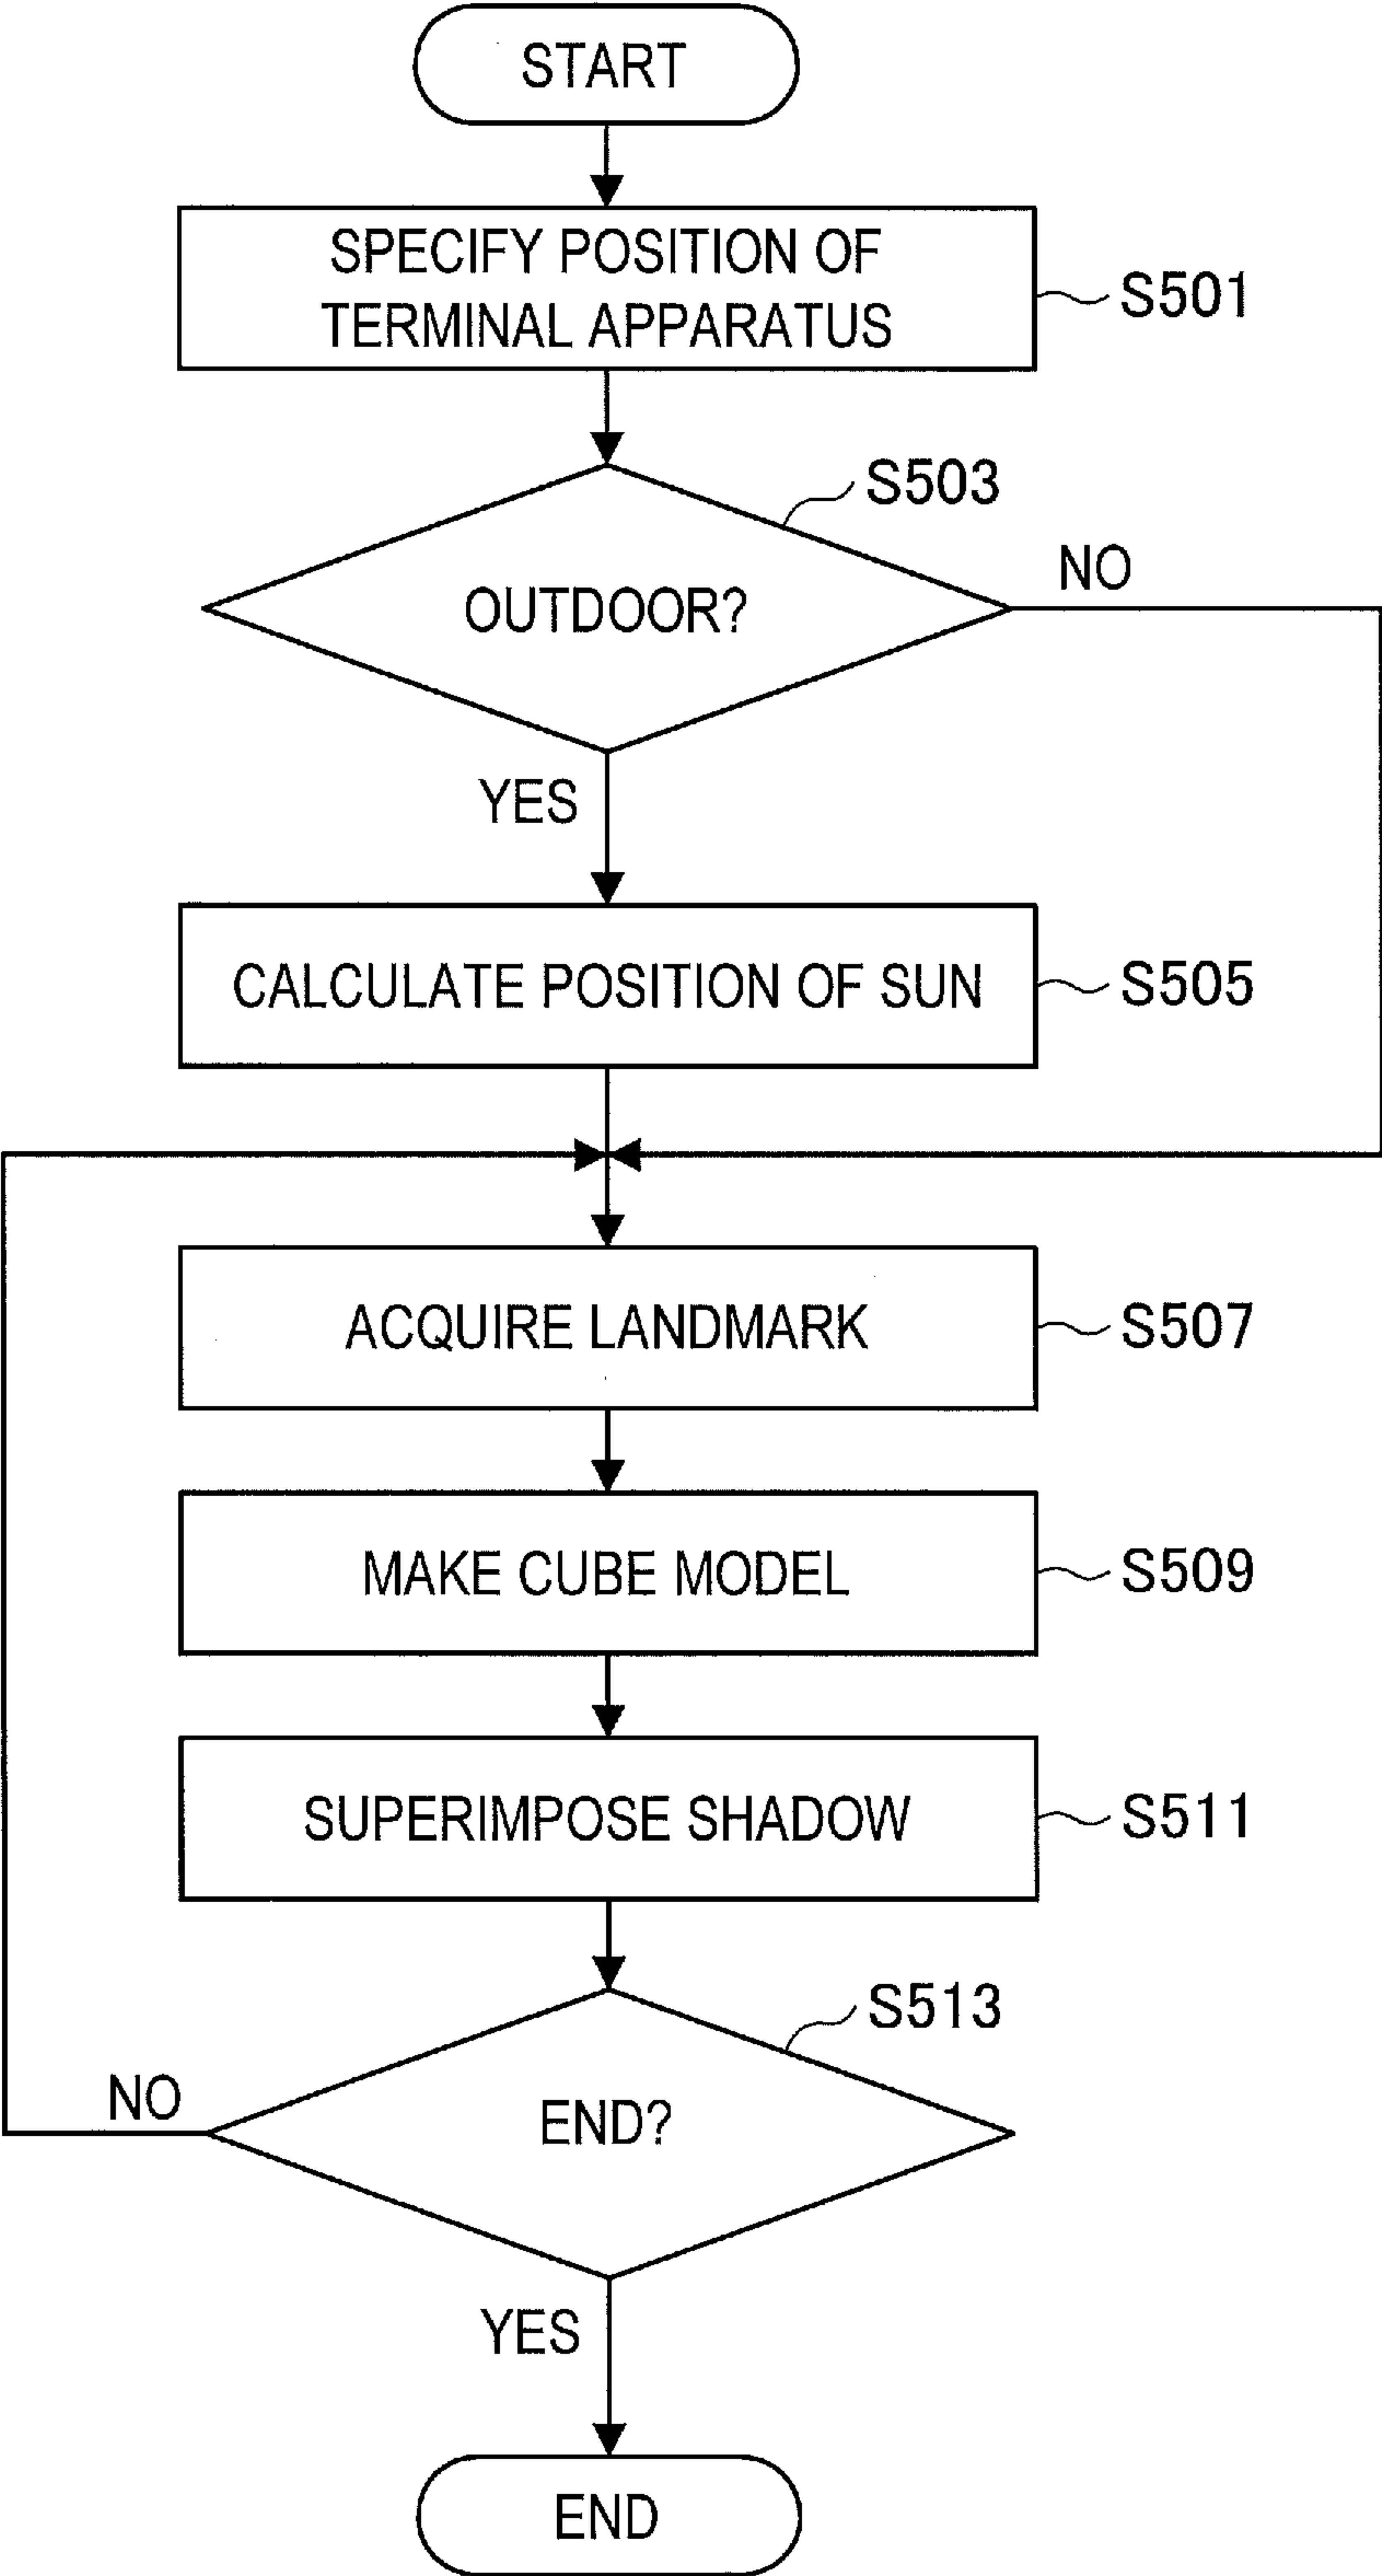 START
SPECIFY POSITION OF
TERMINAL APPARATUS
S501
S503
OUTDOOR?
NO
YES
CALCULATE POSITION OF SUN
S505
ACQUIRE LANDMARK
S507
MAKE CUBE MODEL
S509
SUPERIMPOSE SHADOW
S511
S513
END?
NO
YES
END